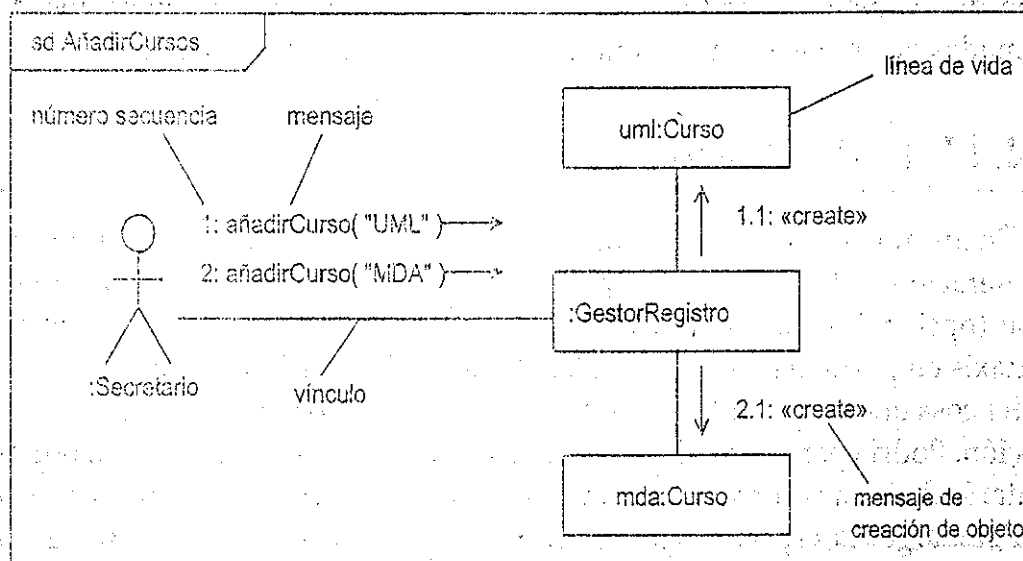 sd AñadirCursos
línea de vida
número secuencia
mensaje
uml:Curso
1: añadirCurso( "UML" )
1.1: «create»
2: añadirCurso( "MDA" )
:GestorRegistro
:Secretario
vínculo
2.1: «create»
mda:Curso
mensaje de
creación de objeto